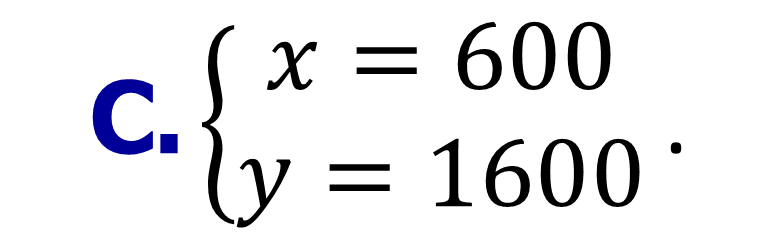 C. { x = 600
y = 1600 .